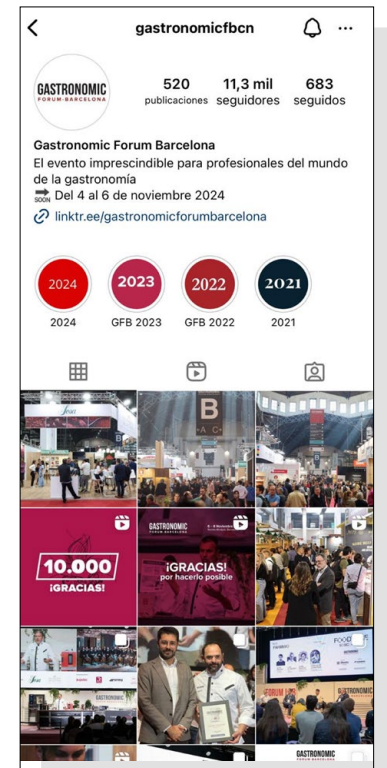 gastronomicfbcn
GASTRONOMIC
FORUM BARCELONA
520
publicaciones
11,3 mil
seguidores
683
seguidos
Gastronomic Forum Barcelona
El evento imprescindible para profesionales del mundo
de la gastronomía
SOON Del 4 al 6 de noviembre 2024
linktr.ee/gastronomicforumbarcelona
2024
2023
2022
2021
2024
GFB 2023
GFB 2022
2021
B
A
C
10.000
¡GRACIAS!
GASTRONOMIC
FORUM BARCELONA
¡GRACIAS!
por hacerlo posible
GASTRONOMIC
FORUM
GASTRONOMIC
GASTRONOMIC